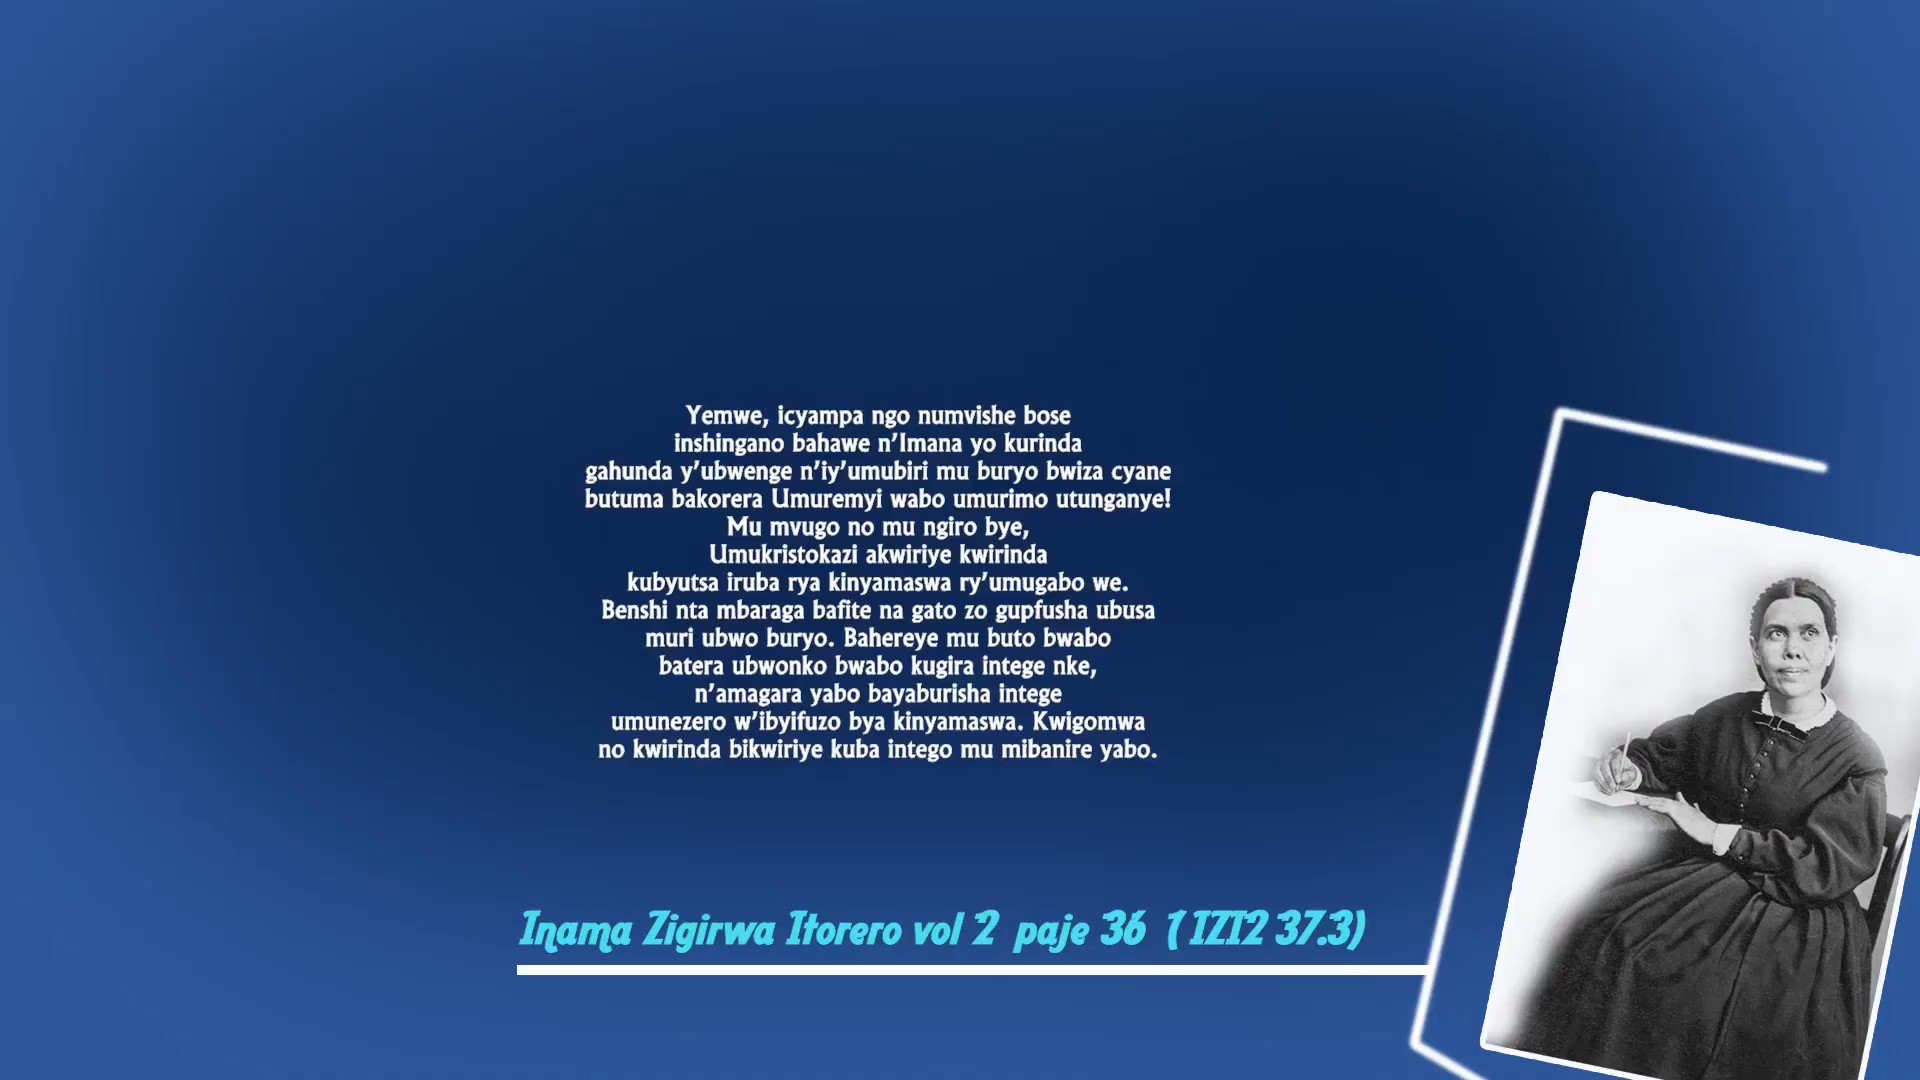 Yemwe, icyampa ngo numvishe bose
inshingano bahawe n’Imana yo kurinda
gahunda y’ubwenge n’iy’umubiri mu buryo bwiza cyane
butuma bakorera Umuremyi wabo umurimo utunganye!
Mu mvugo no mu ngiro bye,
Umukristokazi akwiriye kwirinda
kubyutsa iruba rya kinyamaswa ry’umugabo we.
Benshi nta mbaraga bafite na gato zo gupfusha ubusa
muri ubwo buryo. Bahereye mu buto bwabo
batera ubwonko bwabo kugira intege nke,
n’amagara yabo bayaburisha intege
umunezero w’ibyifuzo bya kinyamaswa. Kwigomwa
no kwirinda bikwiriye kuba intego mu mibanire yabo.
Inama Zigirwa Itorero vol 2 paje 36 ( IZI2 37.3)